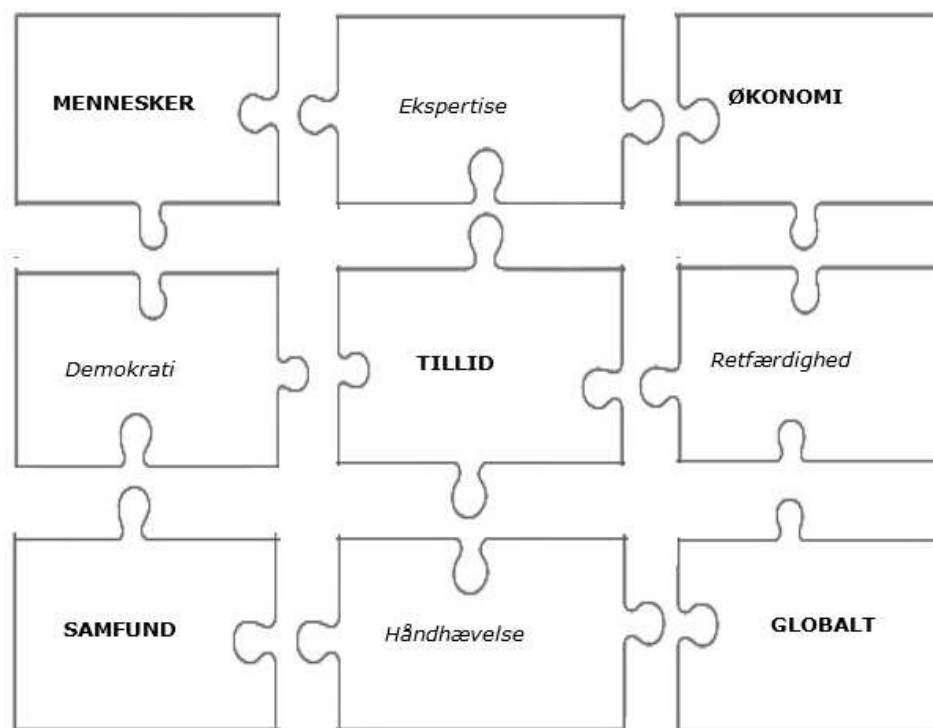 MENNESKER
Ekspertise
ØKONOMI
Demokrati
TILLID
Retfærdighed
SAMFUND
Håndhævelse
GLOBALT